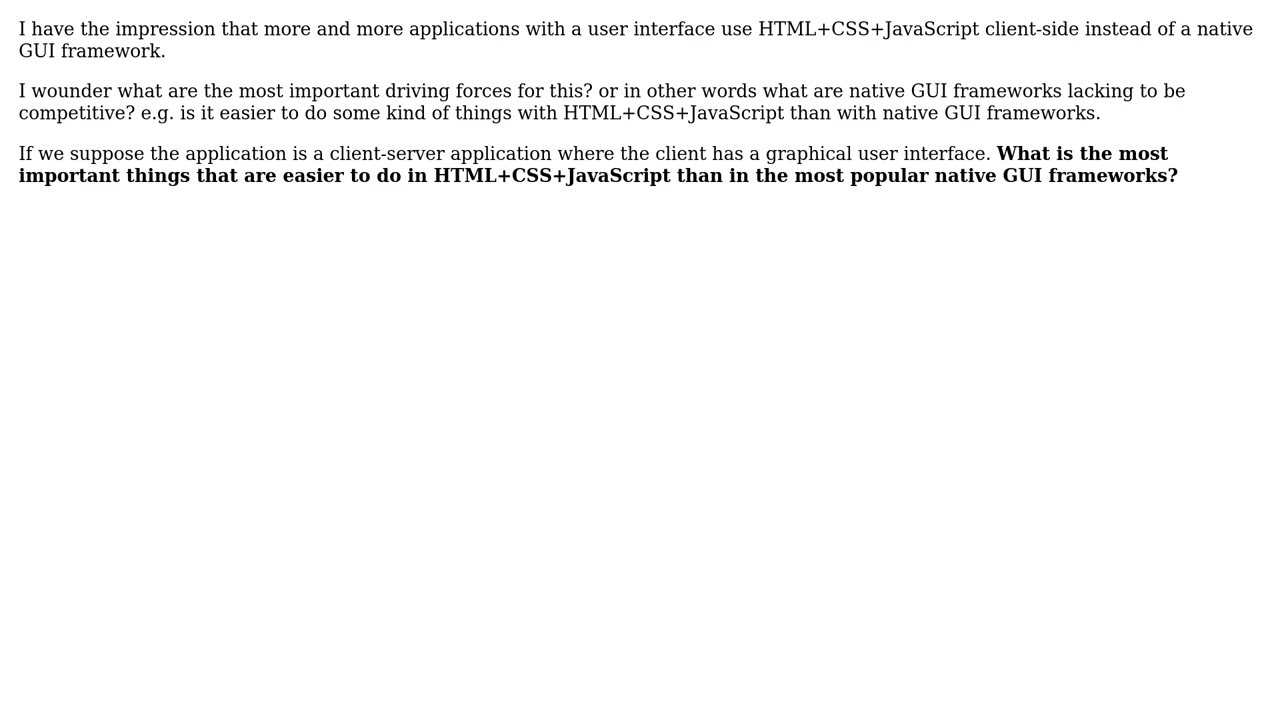 I have the impression that more and more applications with a user interface use HTML+CSS+JavaScript client-side instead of a native
GUI framework.
I wounder what are the most important driving forces for this? or in other words what are native GUI frameworks lacking to be
competitive? e.g. is it easier to do some kind of things with HTML+CSS+JavaScript than with native GUI frameworks.
If we suppose the application is a client-server application where the client has a graphical user interface. What is the most
important things that are easier to do in HTML+CSS+JavaScript than in the most popular native GUI frameworks?